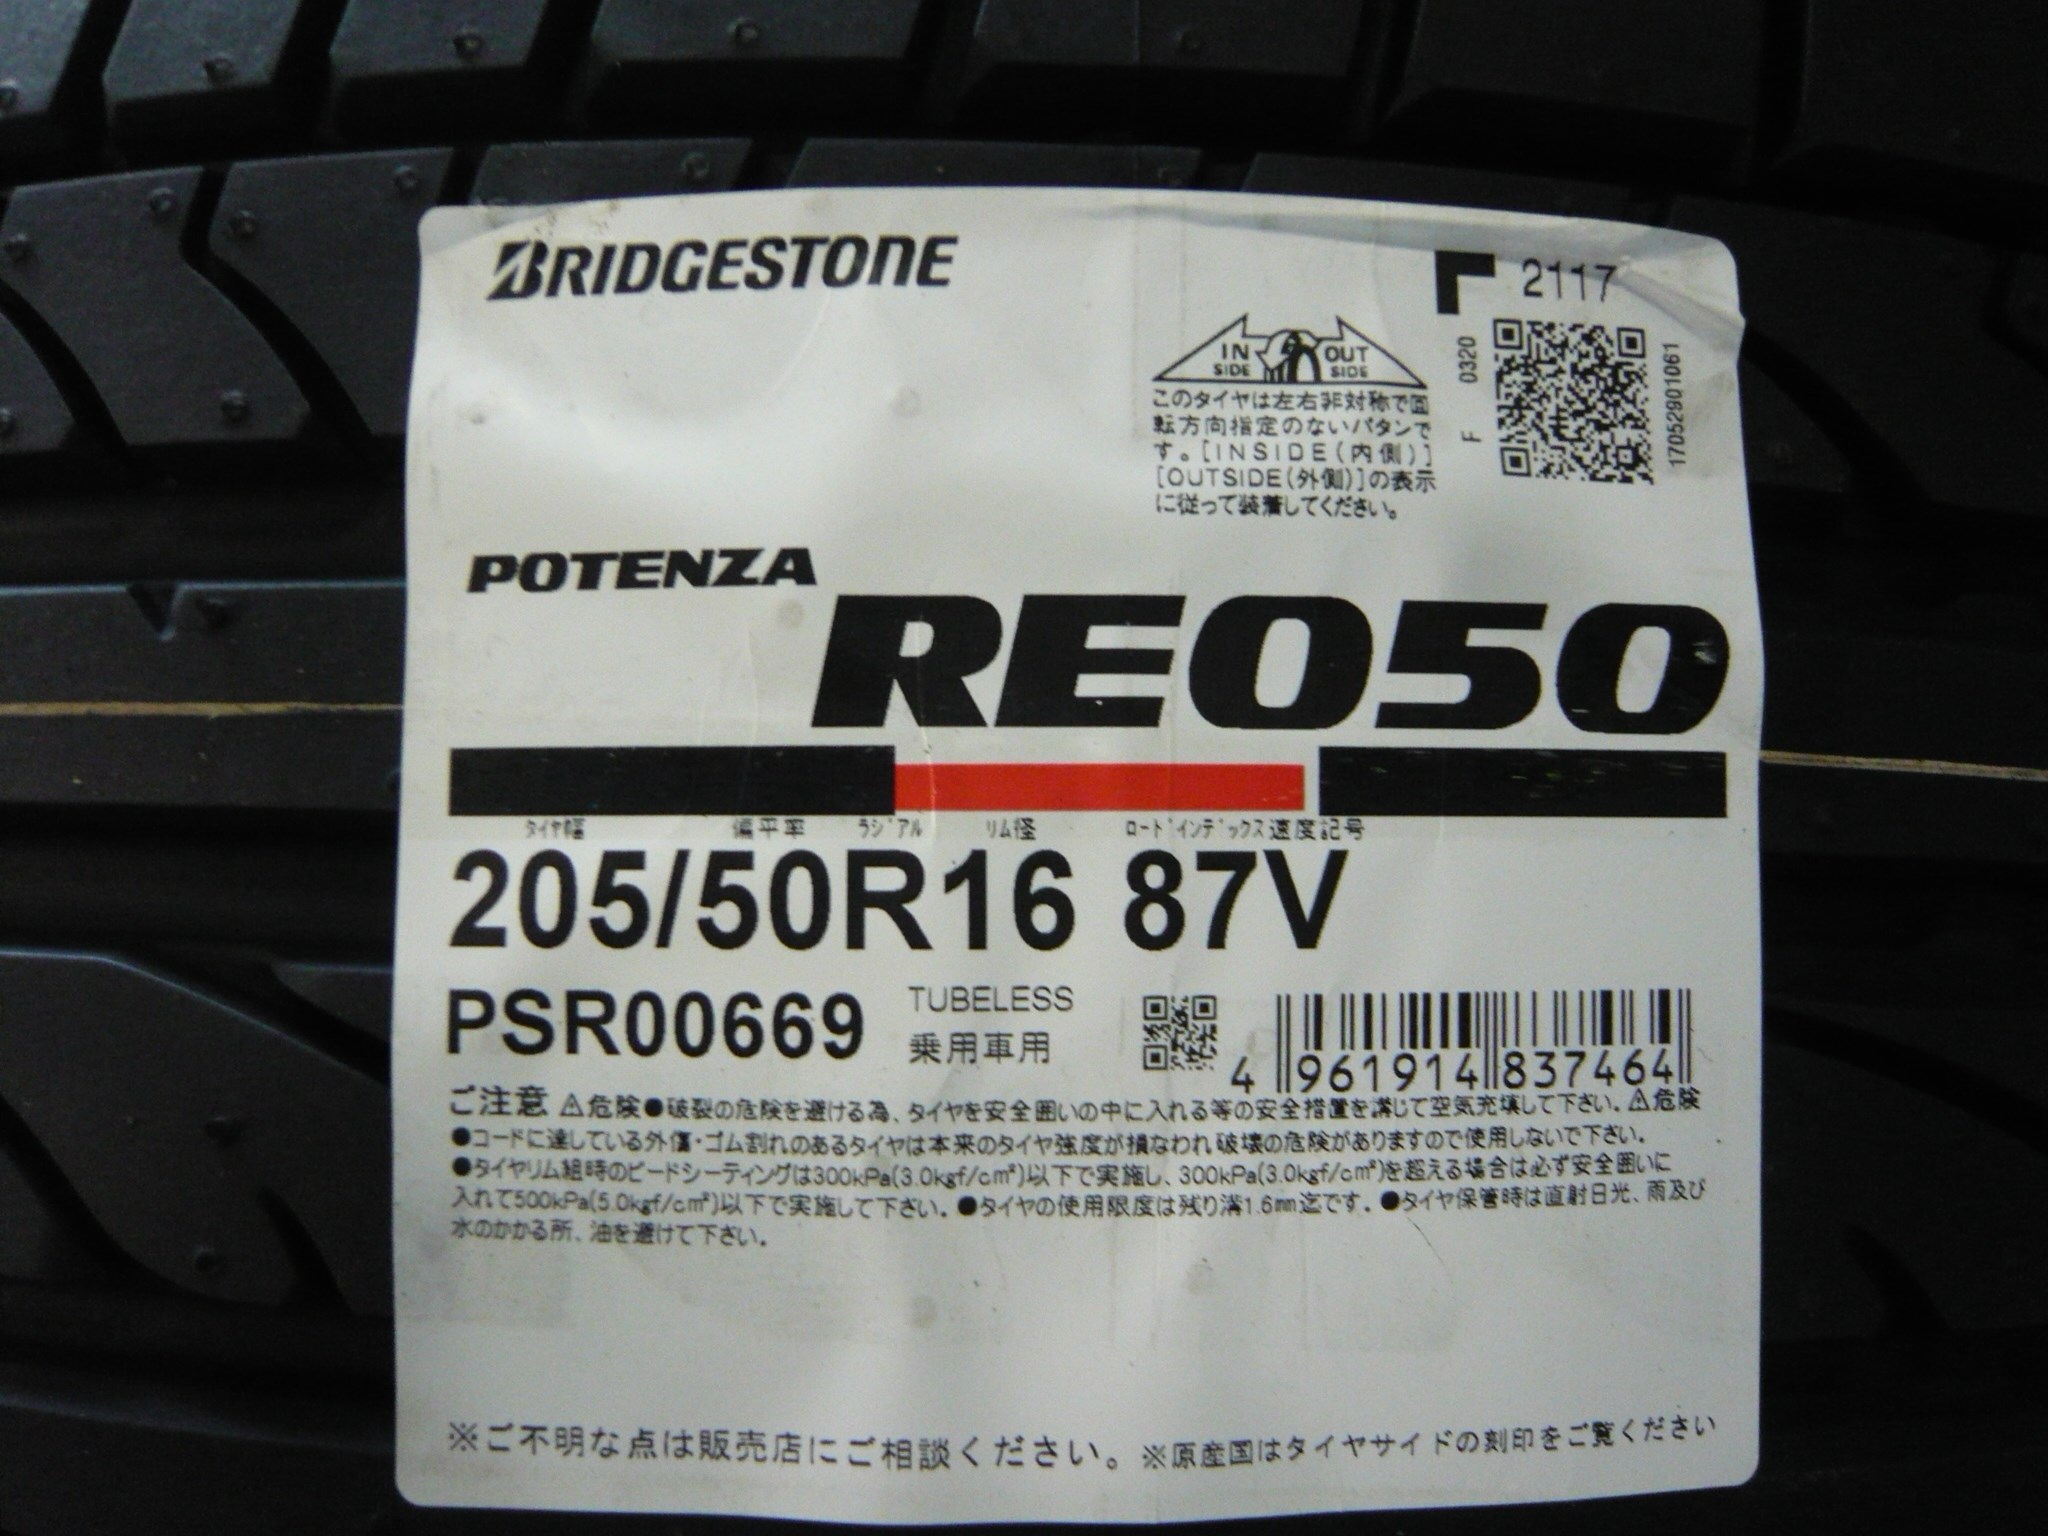 BRIDGESTONE
2117
IN SIDE
OUT SIDE
F 0320
17052901061
このタイヤは左右非対称で回
転方向指定のないパタンで
す。[INSIDE(内側)]
[OUTSIDE(外側)]の表示
に従って装着してください。
POTENZA
RE050
タイヤ幅 偏平率 ラジアル リム径 ロードインデックス 速度記号
205/50R16 87V
PSR00669
TUBELESS
乗用車用
4 961914 837464
ご注意 ⚠危険●破裂の危険を避ける為、タイヤを安全囲いの中に入れる等の安全措置を講じて空気充填して下さい。⚠危険
●コードに達している外傷・ゴム割れのあるタイヤは本来のタイヤ強度が損なわれ破壊の危険がありますので使用しないで下さい。
●タイヤリム組時のビードシーティングは300kPa(3.0kgf/cm²)以下で実施し、300kPa(3.0kgf/cm²)を超える場合は必ず安全囲いに
入れて500kPa(5.0kgf/cm²)以下で実施して下さい。●タイヤの使用限度は残り溝1.6mm迄です。●タイヤ保管時は直射日光、雨及び
水のかかる所、油を避けて下さい。
※ご不明な点は販売店にご相談ください。※原産国はタイヤサイドの刻印をご覧ください